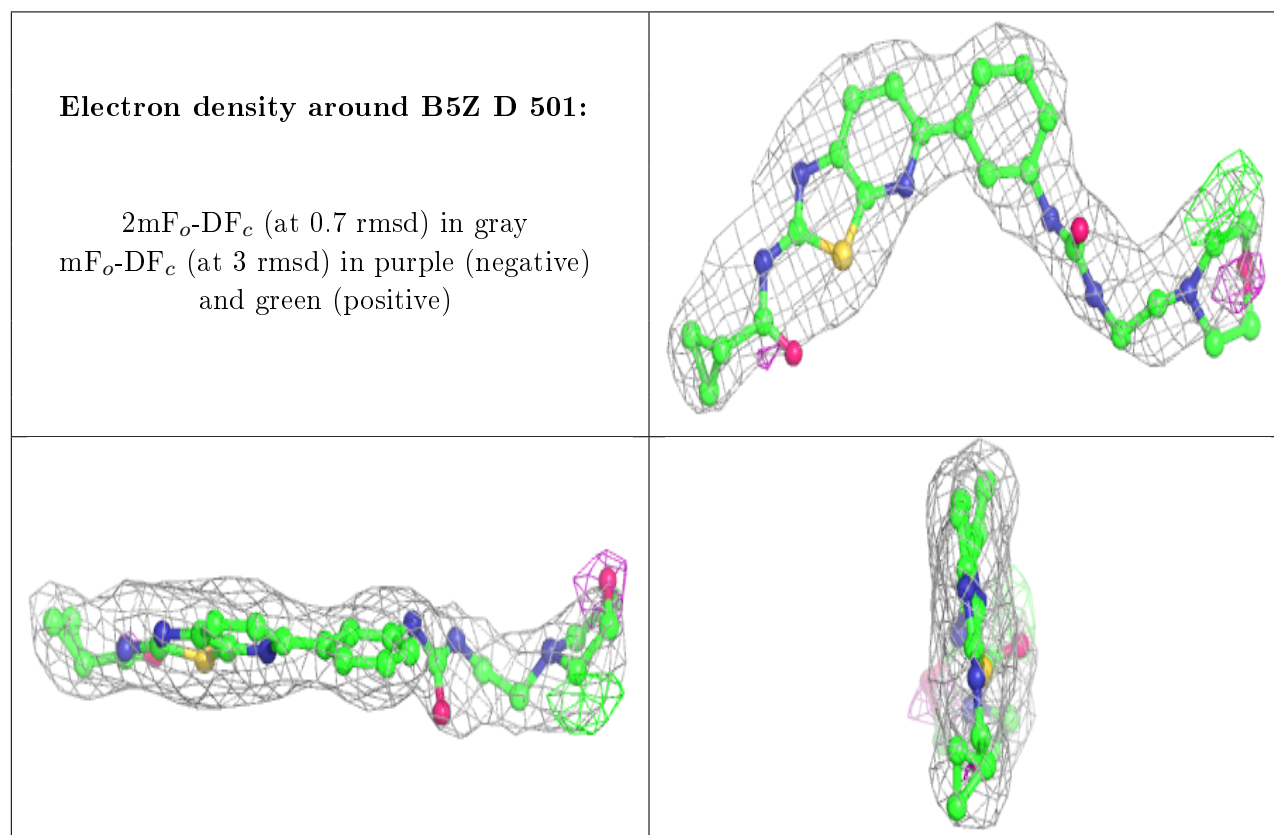 Electron density around B5Z D 501:
2mFo-DFc (at 0.7 rmsd) in gray
mFo-DFc (at 3 rmsd) in purple (negative)
and green (positive)